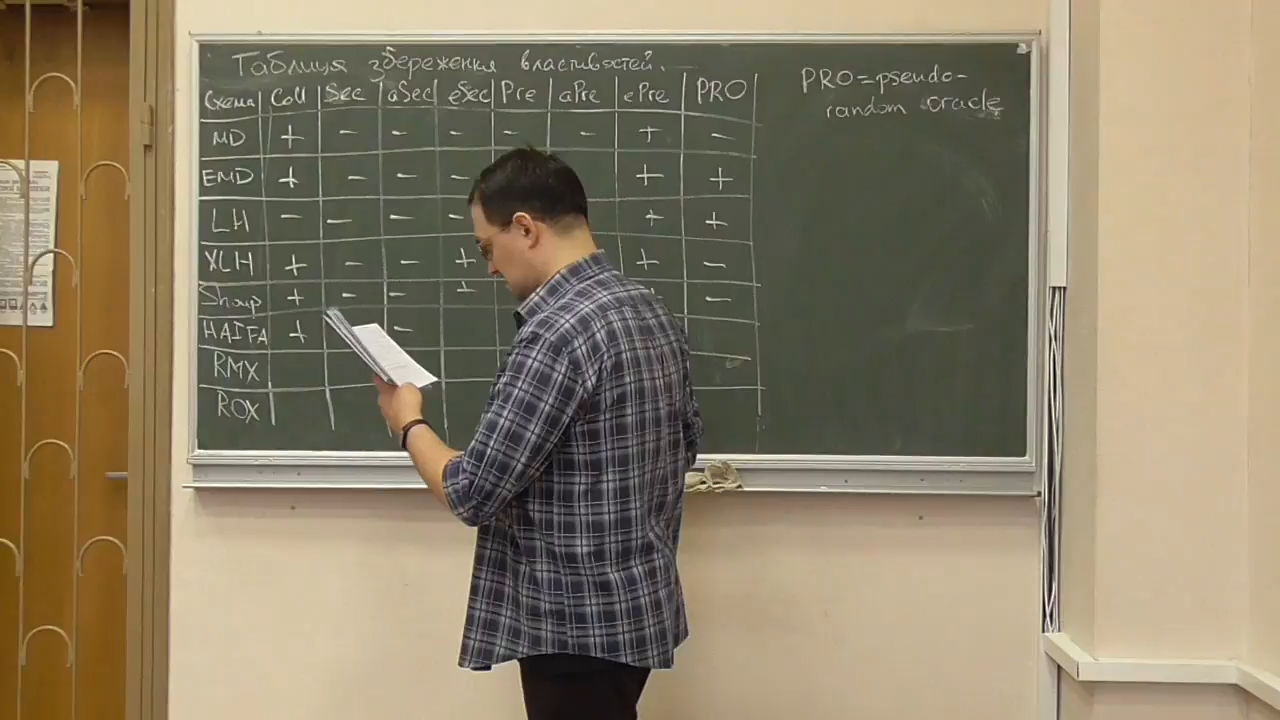 Таблиця збереження властивостей.
PRO=pseudo-
random oracle
Схема Coll Sec aSec eSec Pre aPre ePre PRO
MD + - - - - - + -
EMD + - - - + +
LH - - - - + +
XLH + - - + + -
Shoup + - - + -
HAIFA + -
RMX
ROX